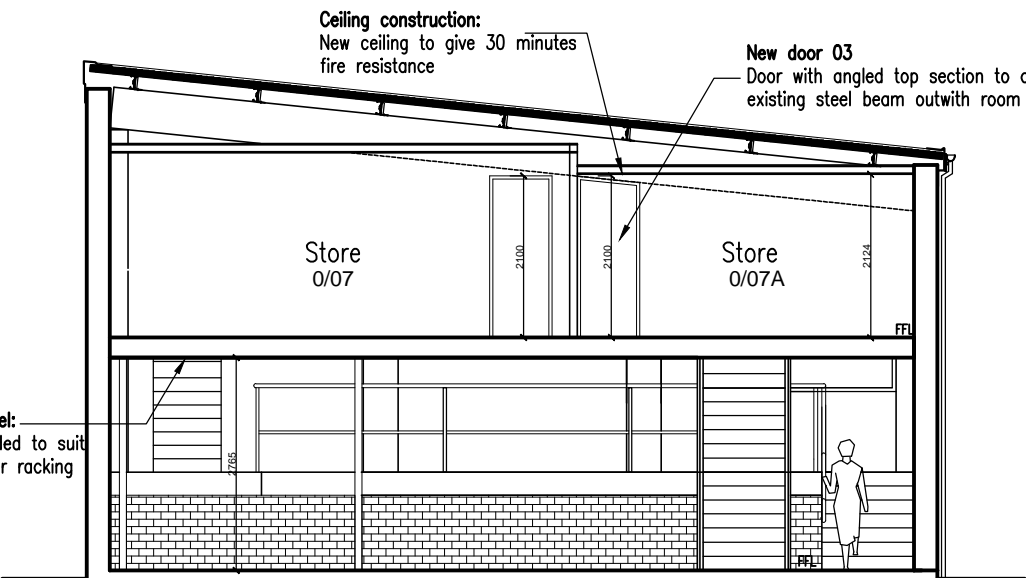 Ceiling construction:
New ceiling to give 30 minutes
fire resistance
New door 03
Door with angled top section to
existing steel beam outwith room
Store
0/07
2100
2100
Store
0/07A
2124
FFL
to suit
racking
2765
FFL